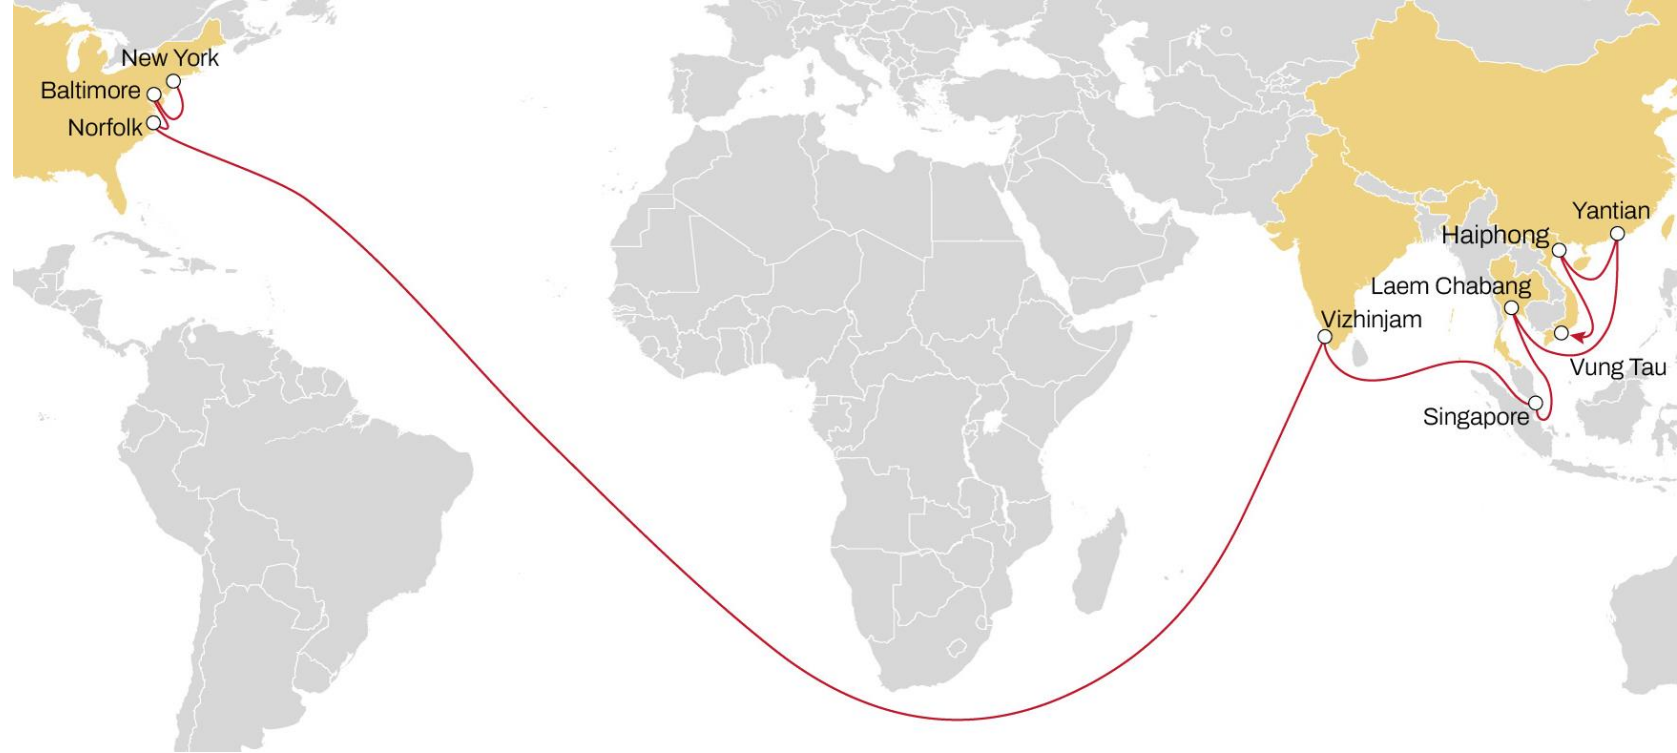 New York
Baltimore
Norfolk
Yantian
Haiphong
Laem Chabang
Vizhinjam
Vung Tau
Singapore